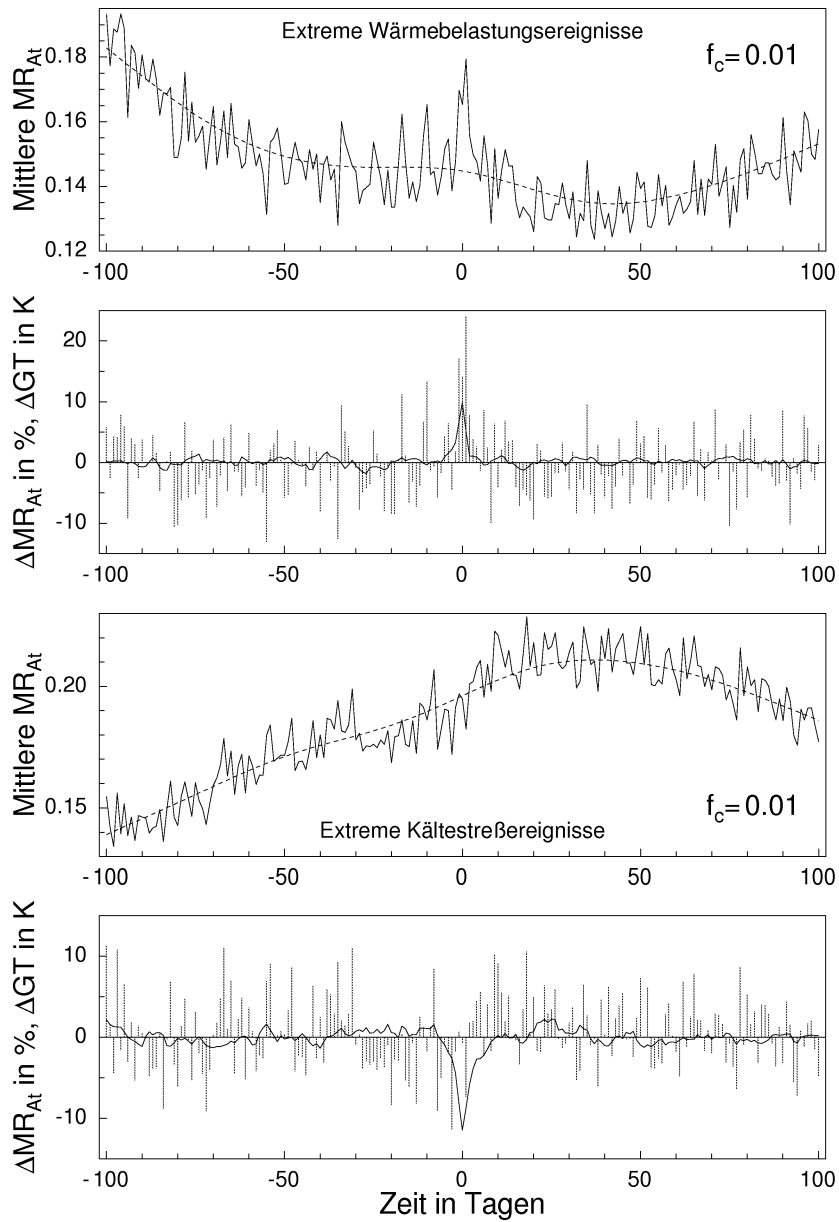 Extreme Wärmebelastungsereignisse
f_c= 0.01
Mittlere MR_At
0.18
0.16
0.14
0.12
-100 -50 0 50 100
ΔMR_At in %, ΔGT in K
20
10
0
-10
-100 -50 0 50 100
Mittlere MR_At
0.20
0.15
f_c= 0.01
Extreme Kältestreßereignisse
-100 -50 0 50 100
ΔMR_At in %, ΔGT in K
10
0
-10
-100 -50 0 50 100
Zeit in Tagen